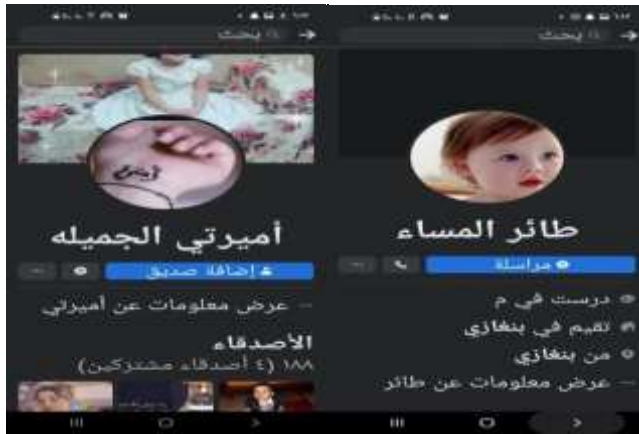 بحث
طائر المساء
مراسلة
درست في م
تقيم في بنغازي
من بنغازي
عرض معلومات عن طائر
بحث
أميرتي الجميله
إضافة صديق
عرض معلومات عن أميرتي
الأصدقاء
١٨٨ (٤ أصدقاء مشتركين)